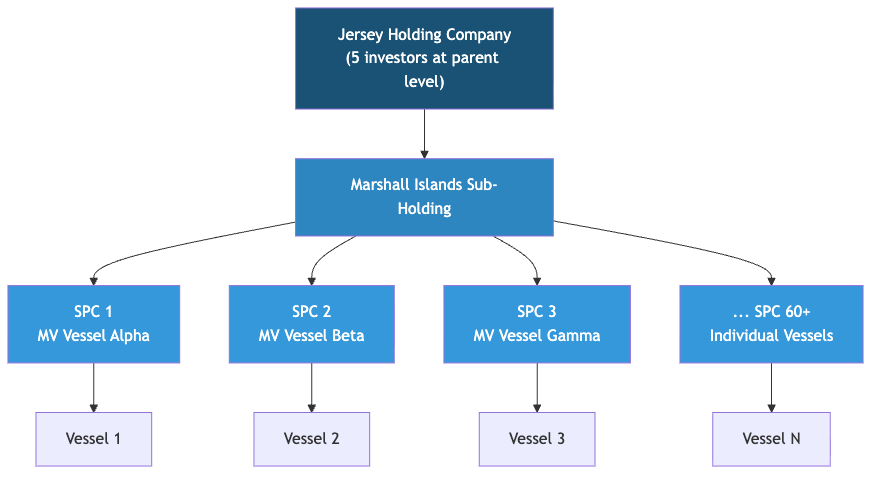 Jersey Holding Company
(5 investors at parent
level)
Marshall Islands Sub-
Holding
SPC 1
MV Vessel Alpha
SPC 2
MV Vessel Beta
SPC 3
MV Vessel Gamma
... SPC 60+
Individual Vessels
Vessel 1
Vessel 2
Vessel 3
Vessel N